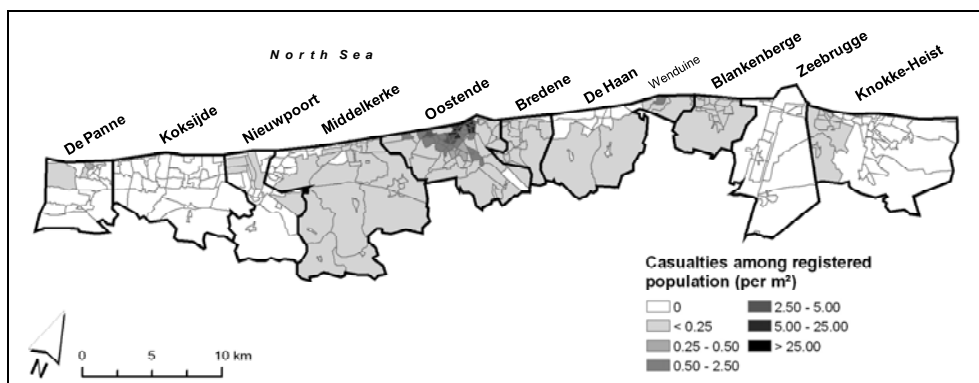 North Sea
De Panne
Koksijde
Nieuwpoort
Middelkerke
Oostende
Bredene
De Haan
Wenduine
Blankenberge
Zeebrugge
Knokke-Heist
Casualties among registered
population (per m²)
0
< 0.25
0.25 - 0.50
0.50 - 2.50
2.50 - 5.00
5.00 - 25.00
> 25.00
N
0 5 10 km